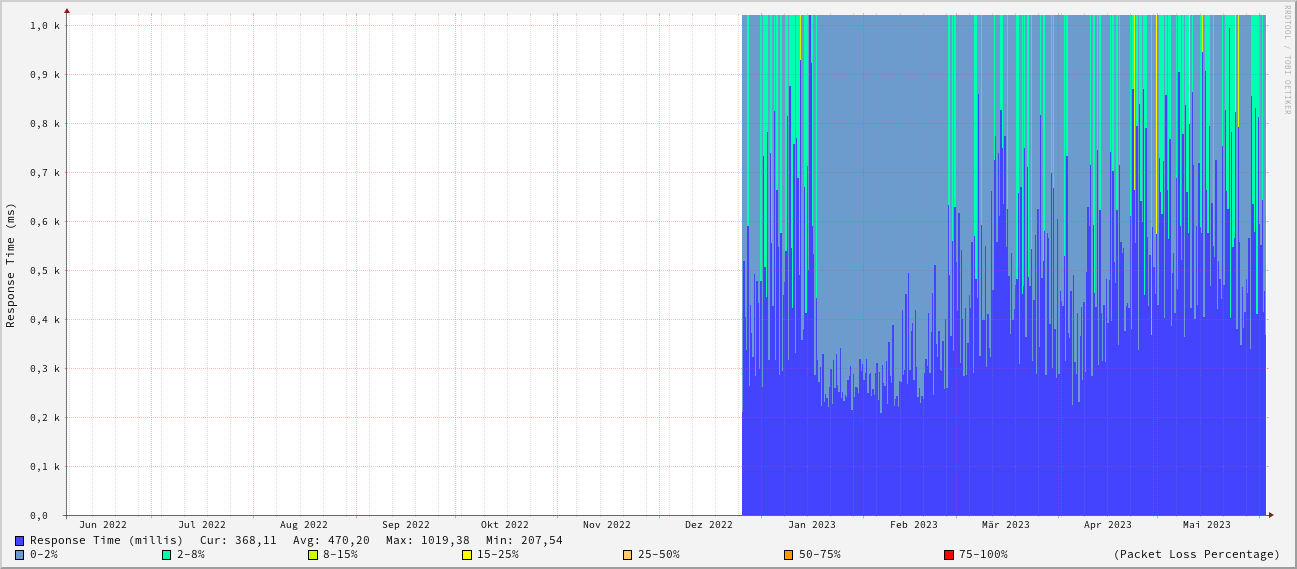 RRDTOOL / TOBI OETIKER
Response Time (ms)
1,0 k
0,9 k
0,8 k
0,7 k
0,6 k
0,5 k
0,4 k
0,3 k
0,2 k
0,1 k
0,0
Jun 2022 Jul 2022 Aug 2022 Sep 2022 Okt 2022 Nov 2022 Dez 2022 Jan 2023 Feb 2023 Mär 2023 Apr 2023 Mai 2023
Response Time (millis) Cur: 368,11 Avg: 470,20 Max: 1019,38 Min: 207,54
0-2% 2-8% 8-15% 15-25% 25-50% 50-75% 75-100% (Packet Loss Percentage)